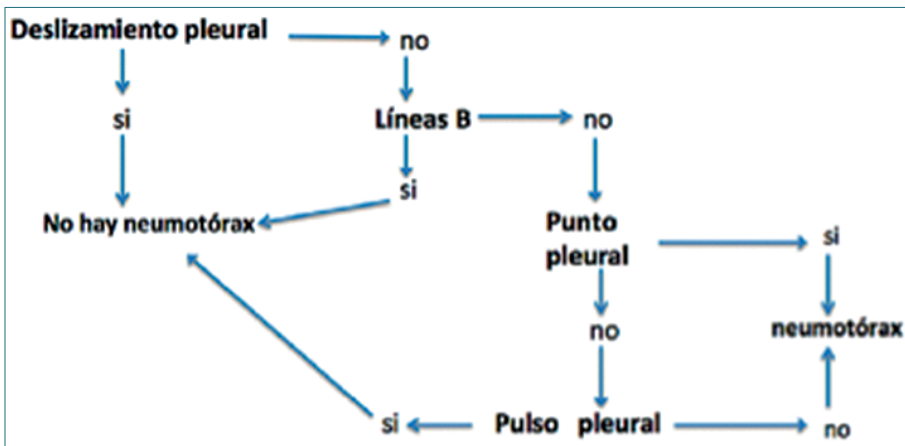 Deslizamiento pleural
no
si
Líneas B
no
si
No hay neumotórax
Punto
pleural
si
no
neumotórax
si
Pulso pleural
no